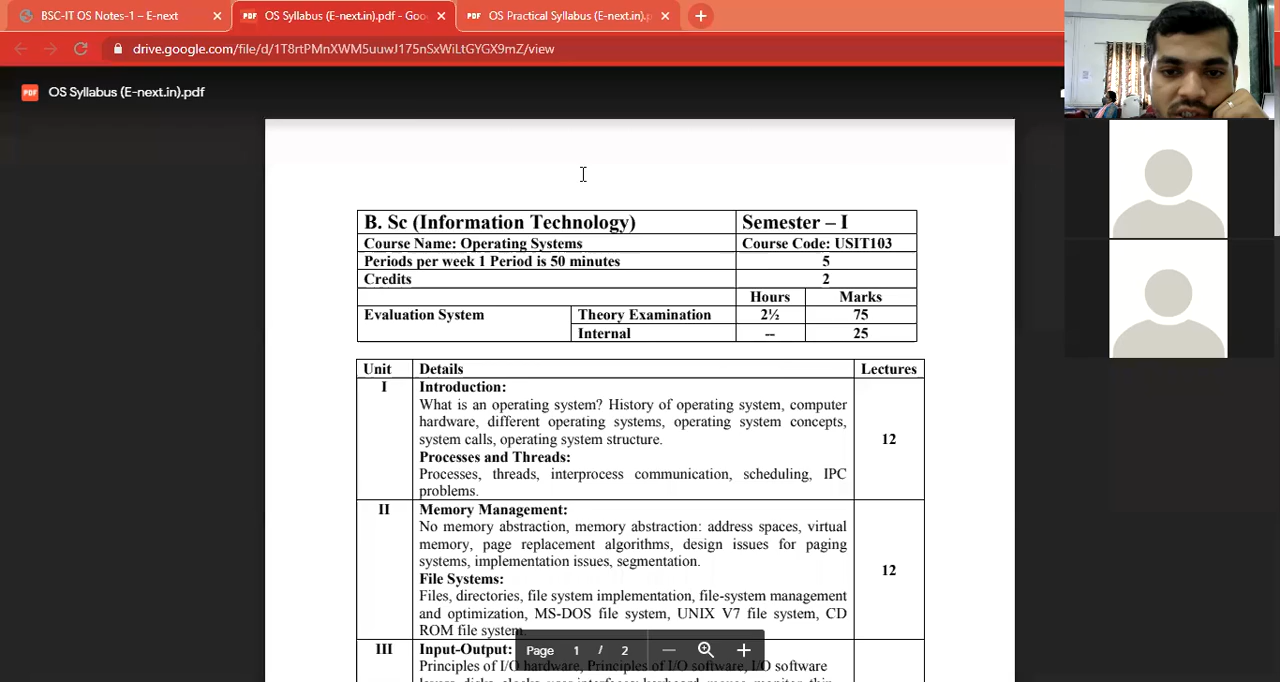 BSC-IT OS Notes-1 – E-next
OS Syllabus (E-next.in).pdf - Goo
OS Practical Syllabus (E-next.in).p
drive.google.com/file/d/1T8rtPMnXWM5uuwJ175nSxWiLtGYGX9mZ/view
PDF OS Syllabus (E-next.in).pdf
B. Sc (Information Technology) Semester – I
Course Name: Operating Systems Course Code: USIT103
Periods per week 1 Period is 50 minutes 5
Credits 2
Hours Marks
Evaluation System Theory Examination 2½ 75
Internal -- 25
Unit Details Lectures
I Introduction:
What is an operating system? History of operating system, computer
hardware, different operating systems, operating system concepts,
system calls, operating system structure.
12
Processes and Threads:
Processes, threads, interprocess communication, scheduling, IPC
problems.
II Memory Management:
No memory abstraction, memory abstraction: address spaces, virtual
memory, page replacement algorithms, design issues for paging
systems, implementation issues, segmentation.
12
File Systems:
Files, directories, file system implementation, file-system management
and optimization, MS-DOS file system, UNIX V7 file system, CD
ROM file system.
III Input-Output:
Page 1 / 2
Principles of I/O hardware, Principles of I/O software, I/O software